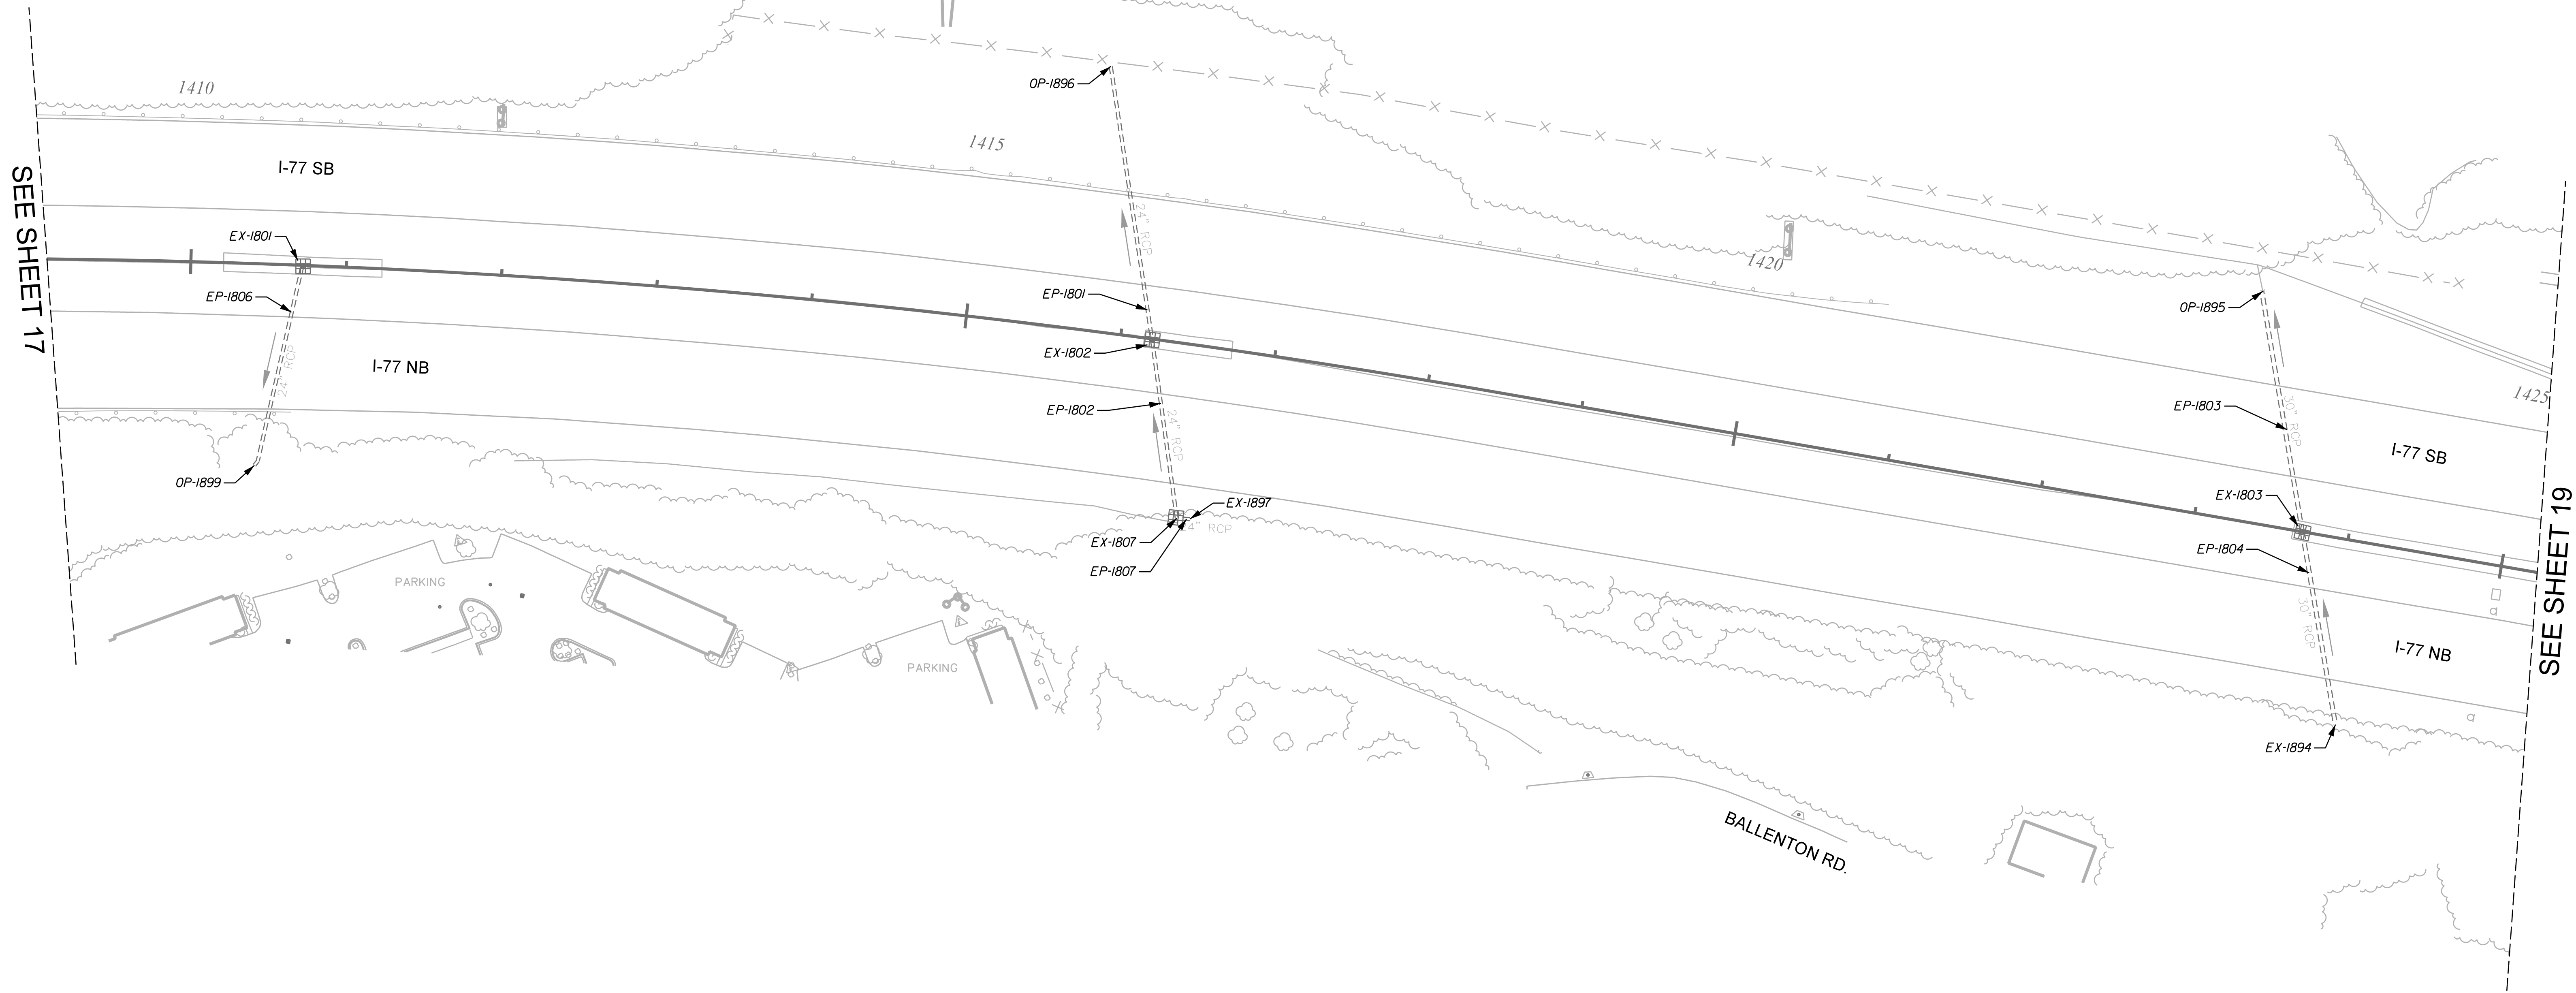 1410
OP-1896
1415
I-77 SB
SEE SHEET 17
24" RCP
EX-1801
1420
EP-1806
EP-1801
OP-1895
EX-1802
I-77 NB
24" RCP
1425
EP-1802
EP-1803
30" RCP
24" RCP
I-77 SB
OP-1899
EX-1803
EX-1897
4" RCP
EX-1807
EP-1804
SEE SHEET 19
EP-1807
PARKING
30" RCP
I-77 NB
PARKING
EX-1894
BALLENTON RD.